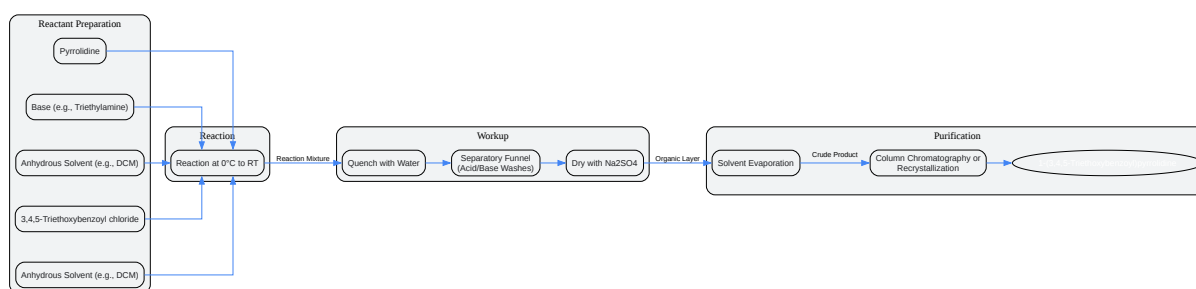 Reactant Preparation
Pyrrolidine
Base (e.g., Triethylamine)
Anhydrous Solvent (e.g., DCM)
3,4,5-Triethoxybenzoyl chloride
Anhydrous Solvent (e.g., DCM)
Reaction
Reaction at 0°C to RT
Reaction Mixture
Workup
Quench with Water
Separatory Funnel
(Acid/Base Washes)
Dry with Na2SO4
Organic Layer
Purification
Solvent Evaporation
Crude Product
Column Chromatography or
Recrystallization